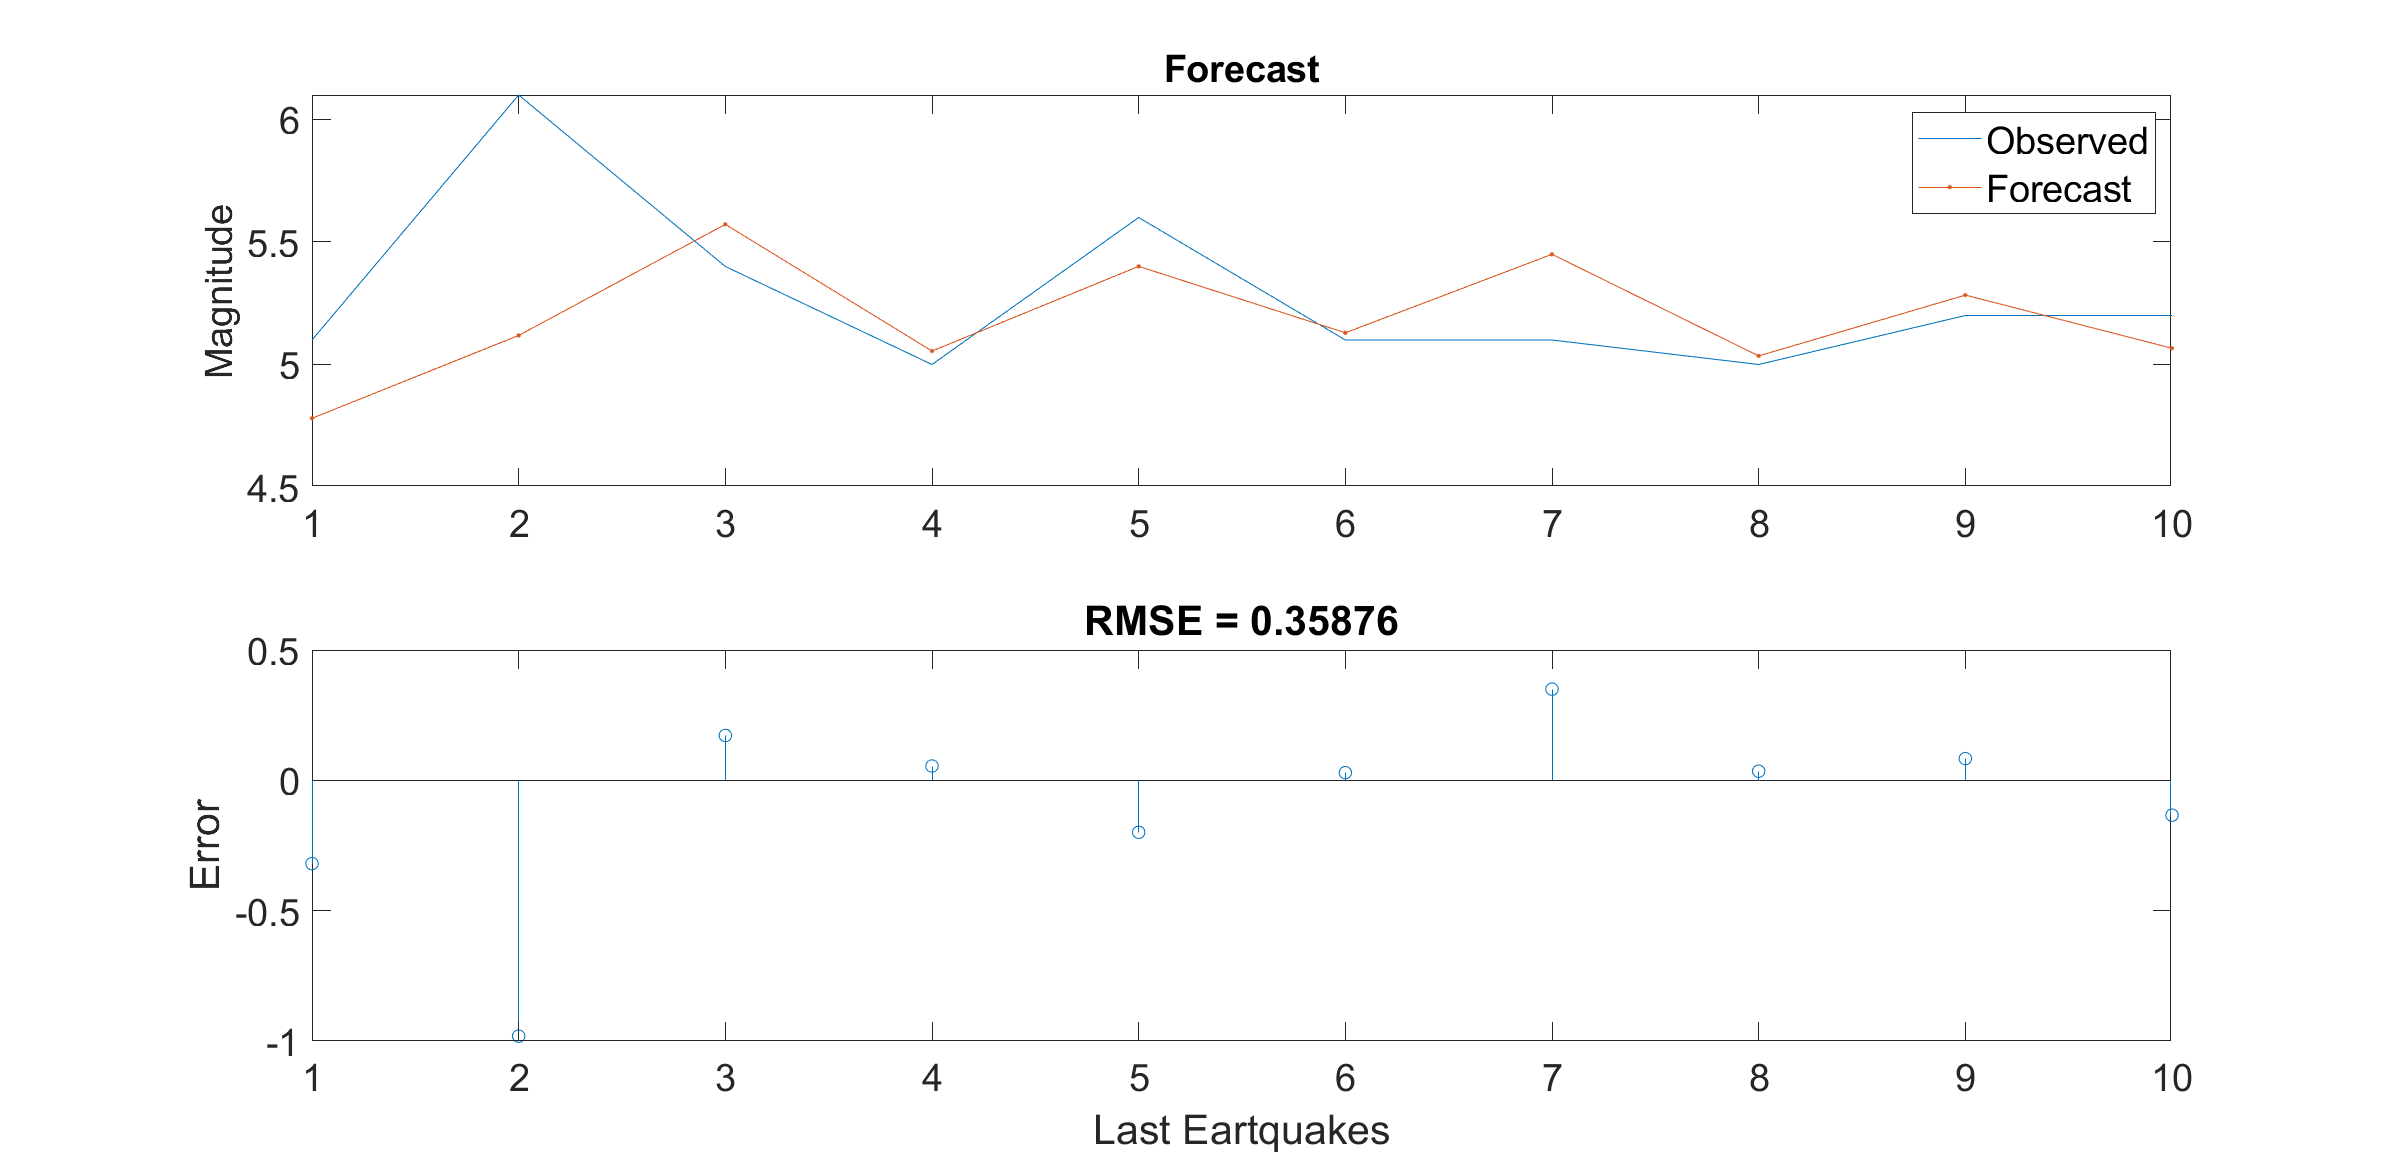 Forecast
Magnitude
6
5.5
5
4.5
Observed
Forecast
1 2 3 4 5 6 7 8 9 10
RMSE = 0.35876
Error
0.5
0
-0.5
-1
1 2 3 4 5 6 7 8 9 10
Last Eartquakes